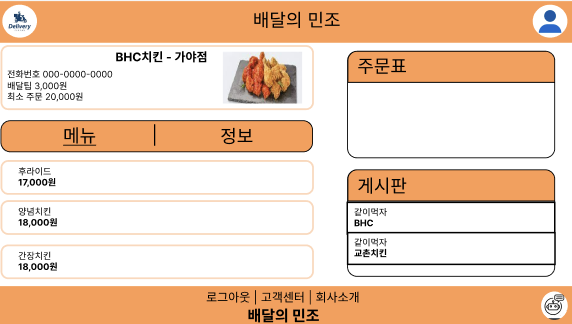 Delivery
배달의 민조
BHC치킨 - 가야점
전화번호 000-0000-0000
배달팁 3,000원
최소 주문 20,000원
메뉴 | 정보
후라이드
17,000원
양념치킨
18,000원
간장치킨
18,000원
주문표
게시판
같이먹자
BHC
같이먹자
교촌치킨
로그아웃 | 고객센터 | 회사소개
배달의 민조